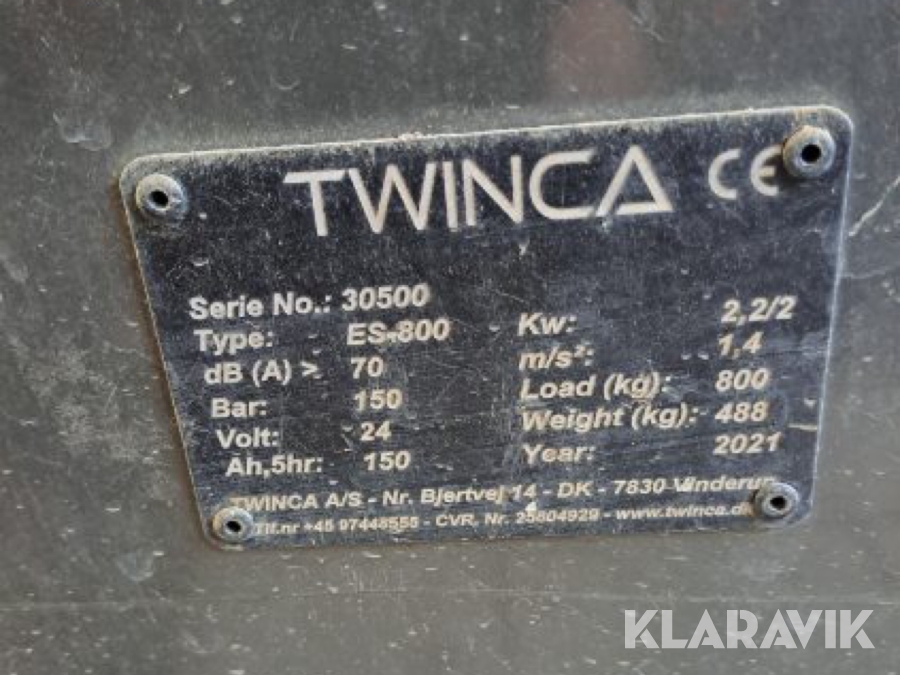 TWINCA CE
Serie No.: 30500
Type: ES-800
dB (A) > 70
Bar: 150
Volt: 24
Ah,5hr: 150
Kw: 2,2/2
m/s²: 1,4
Load (kg): 800
Weight (kg): 488
Year: 2021
TWINCA A/S - Nr. Bjertvej 14 - DK - 7830 Vinderup
Tlf.nr +45 97448555 - CVR. Nr. 25804929 - www.twinca.dk
KLARAVIK